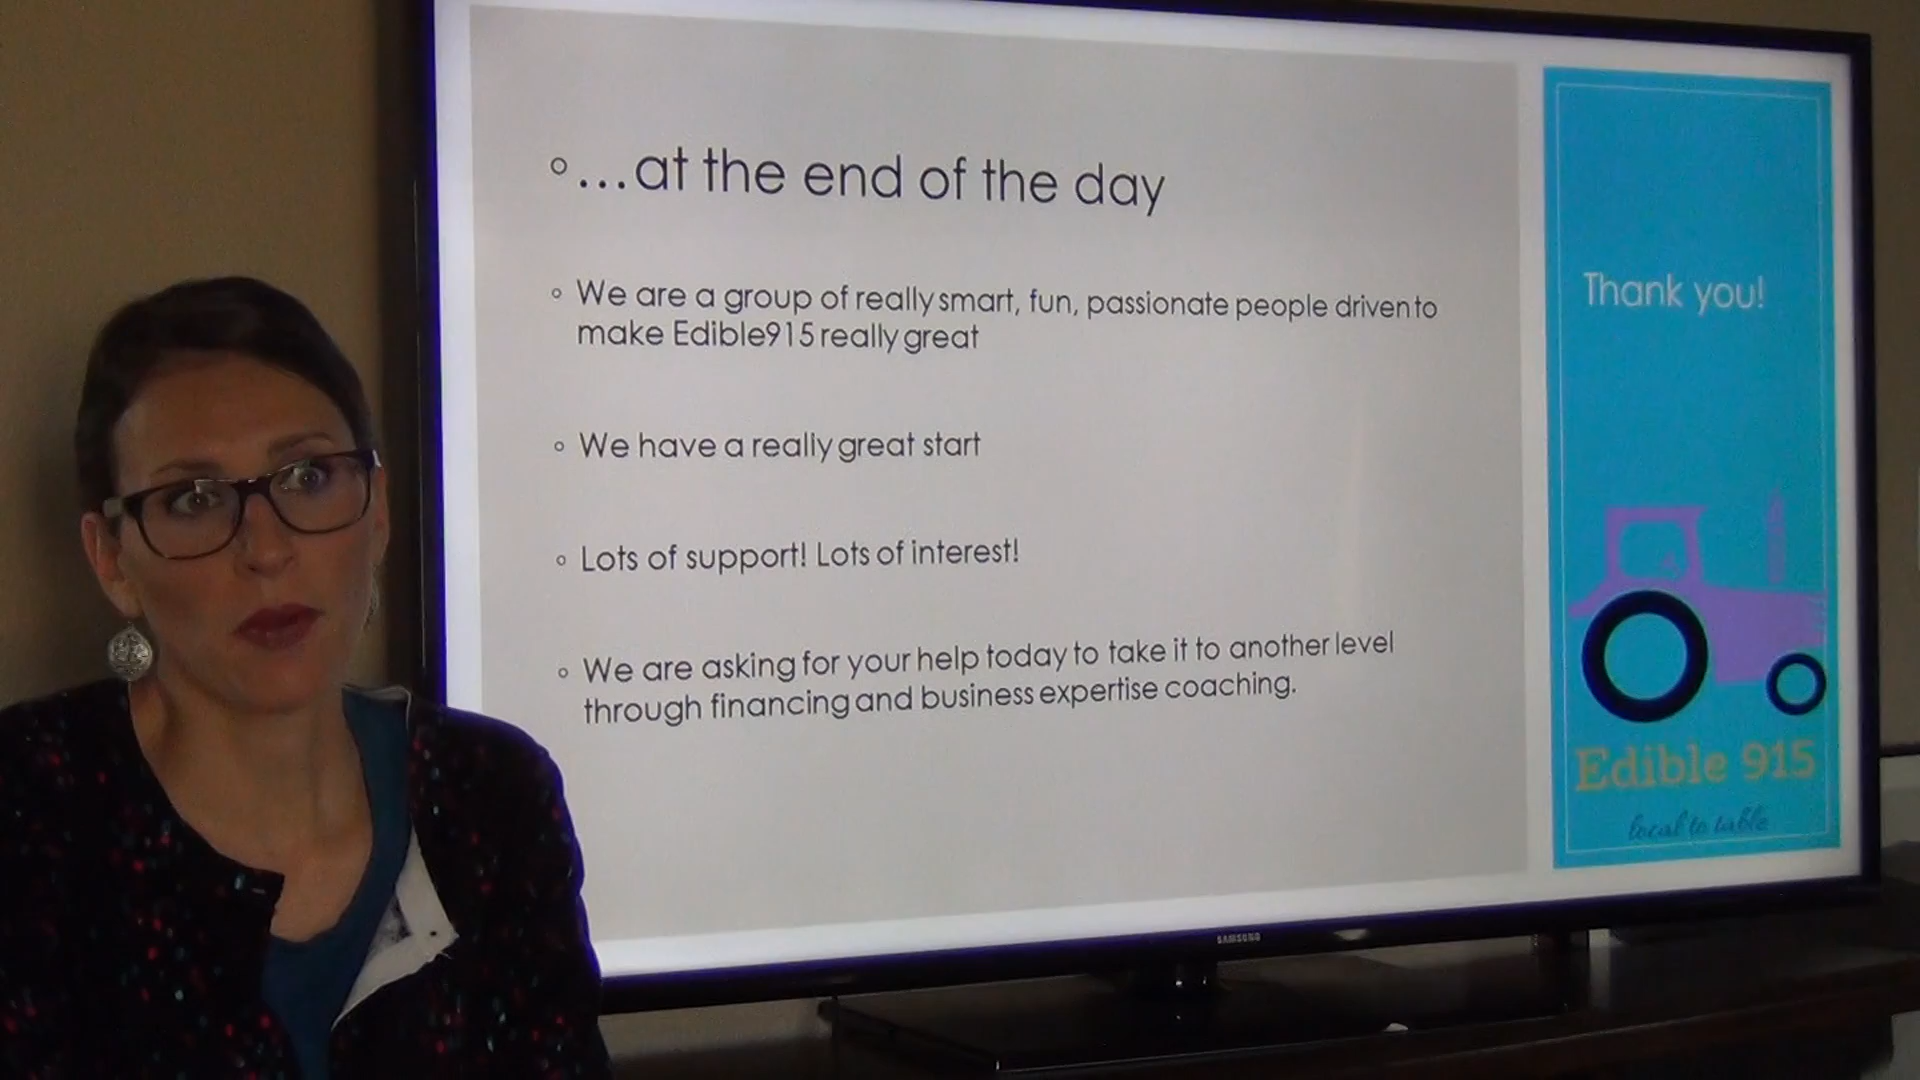 ...at the end of the day
We are a group of really smart, fun, passionate people driven to
make Edible915 really great
We have a really great start
Lots of support! Lots of interest!
We are asking for your help today to take it to another level
through financing and business expertise coaching.
Thank you!
Edible 915
local to table
SAMSUNG